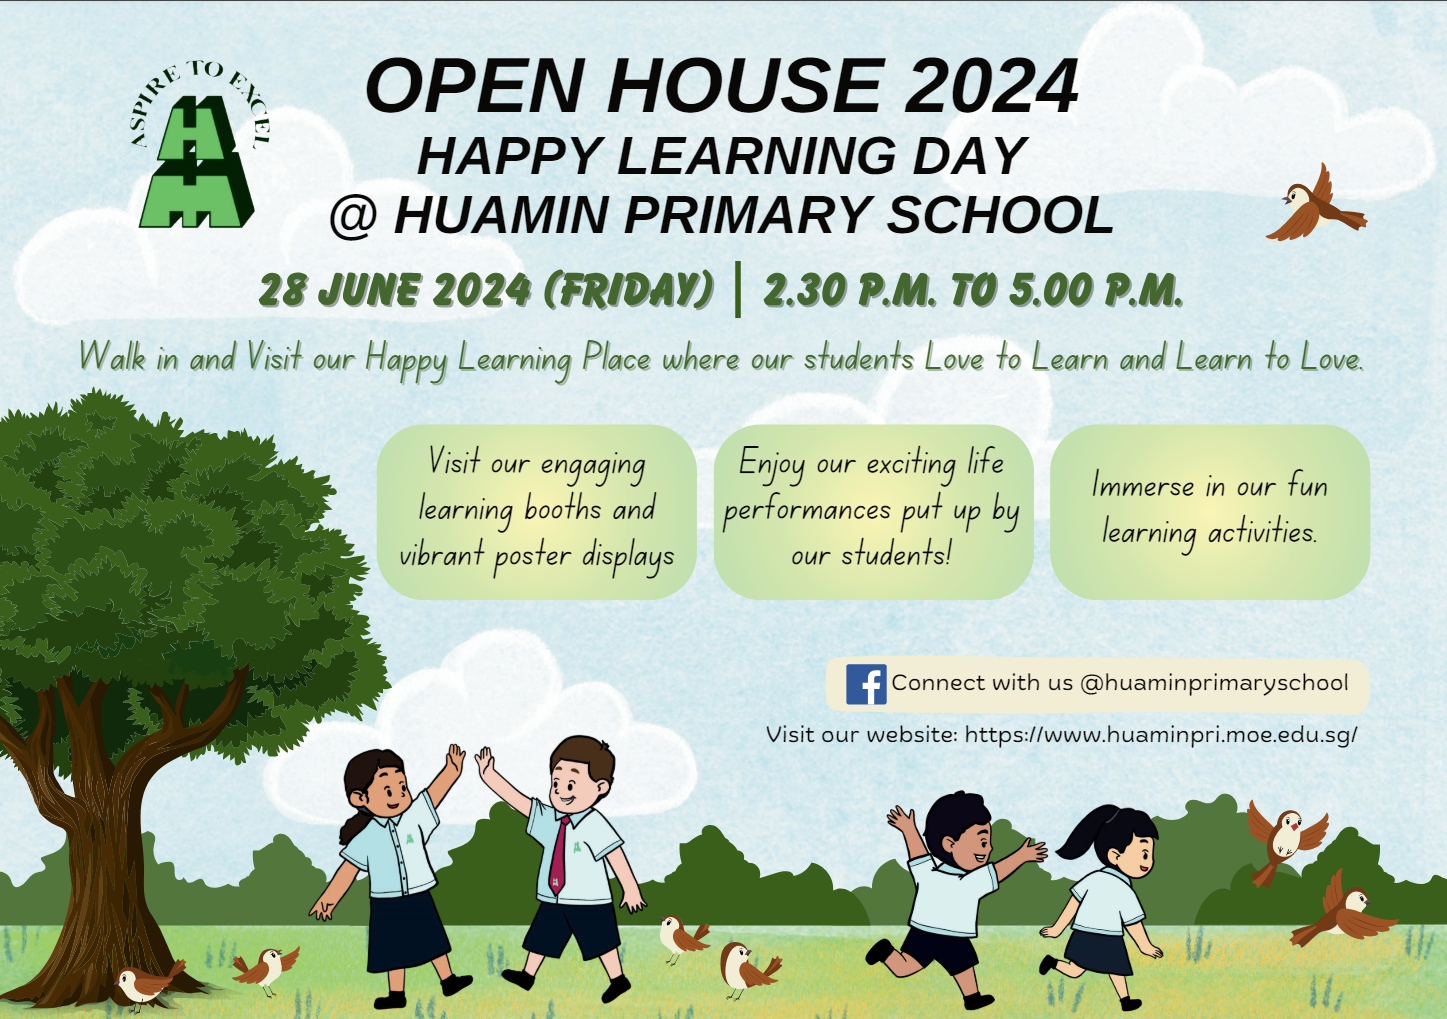 ASPIRE TO EXCEL
OPEN HOUSE 2024
HAPPY LEARNING DAY
@ HUAMIN PRIMARY SCHOOL
28 JUNE 2024 (FRIDAY) | 2.30 P.M. TO 5.00 P.M.
Walk in and Visit our Happy Learning Place where our students Love to Learn and Learn to Love.
Visit our engaging
learning booths and
vibrant poster displays
Enjoy our exciting life
performances put up by
our students!
Immerse in our fun
learning activities.
Connect with us @huaminprimaryschool
Visit our website: https://www.huaminpri.moe.edu.sg/